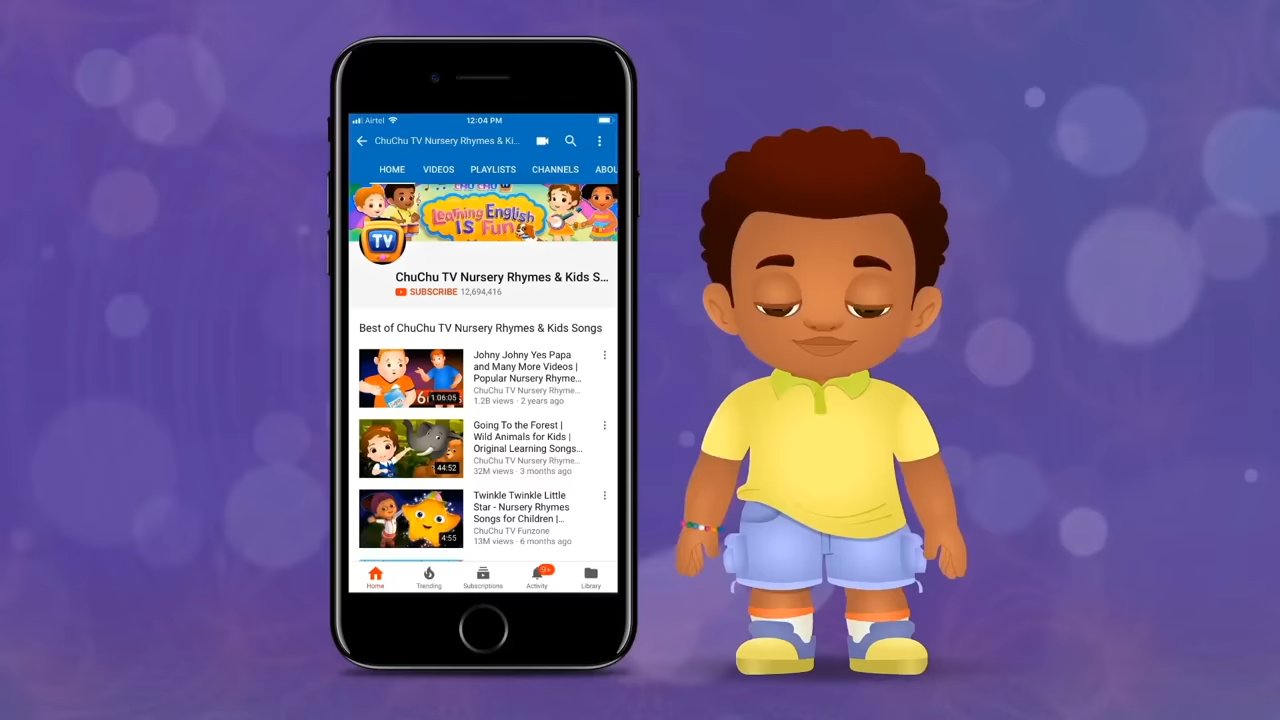 Airtel 12:04 PM
ChuChu TV Nursery Rhymes & Ki...
HOME VIDEOS PLAYLISTS CHANNELS ABOU
CHU CHU TV
Learning English
IS Fun
TV
ChuChu TV Nursery Rhymes & Kids S...
SUBSCRIBE 12,694,416
Best of ChuChu TV Nursery Rhymes & Kids Songs
Johny Johny Yes Papa
and Many More Videos |
Popular Nursery Rhyme...
ChuChu TV Nursery Rhyme...
1.2B views · 2 years ago
1:06:05
Going To the Forest |
Wild Animals for Kids |
Original Learning Songs...
ChuChu TV Nursery Rhyme...
32M views · 3 months ago
44:52
Twinkle Twinkle Little
Star - Nursery Rhymes
Songs for Children |...
ChuChu TV Funzone
13M views · 6 months ago
4:55
9+
Home Trending Subscriptions Activity Library